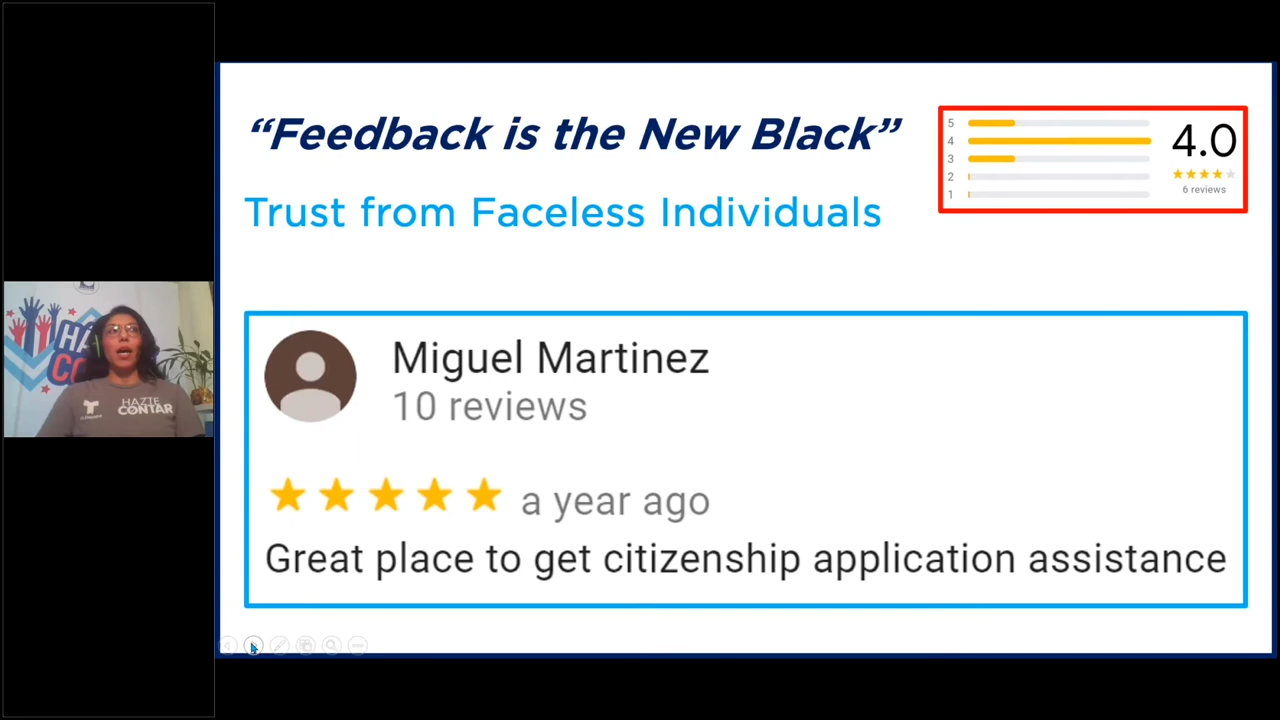 “Feedback is the New Black”
Trust from Faceless Individuals
5
4
3
2
1
4.0
6 reviews
Miguel Martinez
10 reviews
a year ago
Great place to get citizenship application assistance
HAZTE
CONTAR